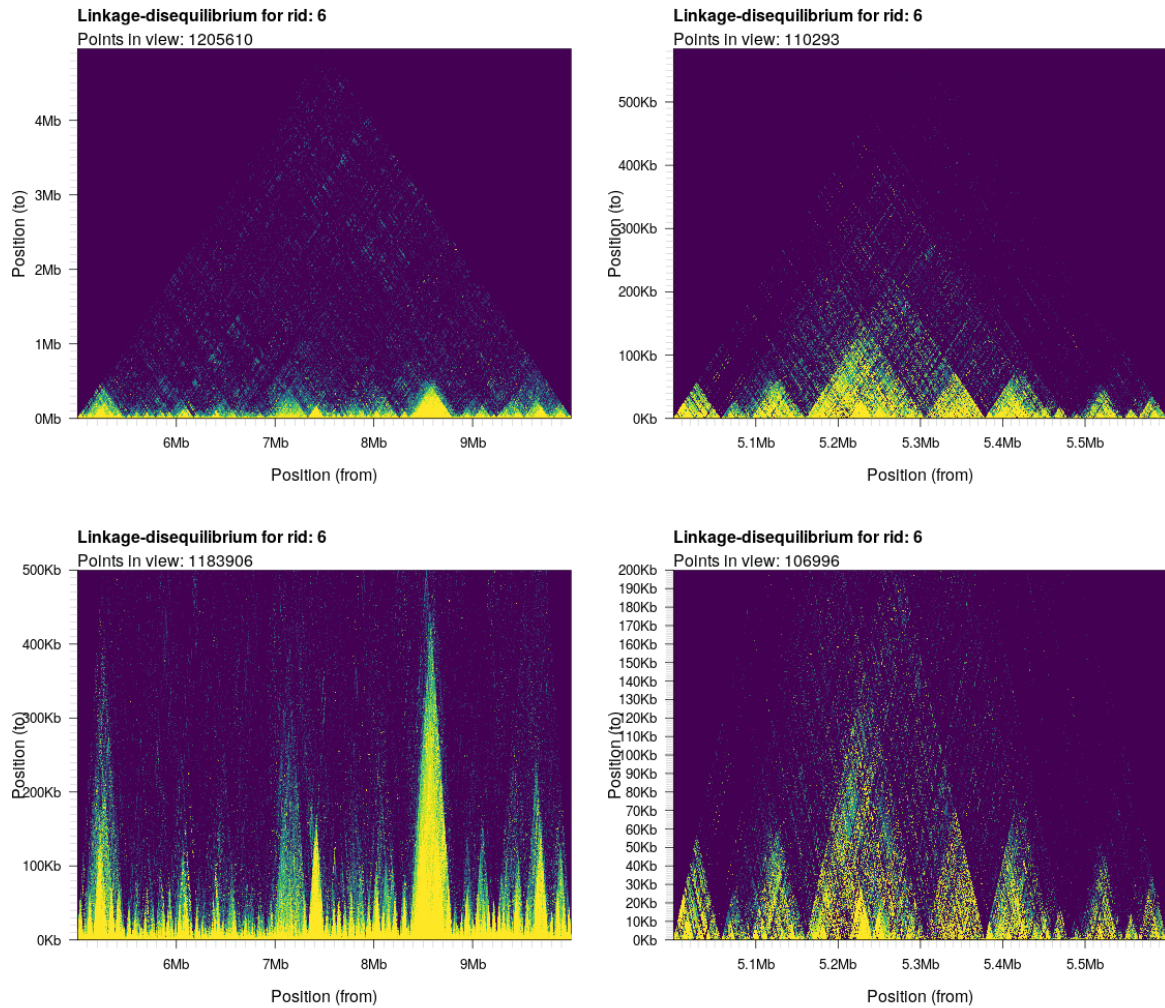 Linkage-disequilibrium for rid: 6
Points in view: 1205610
4Mb
3Mb
2Mb
1Mb
0Mb
Position (to)
6Mb
7Mb
8Mb
9Mb
Position (from)
Linkage-disequilibrium for rid: 6
Points in view: 110293
500Kb
400Kb
300Kb
200Kb
100Kb
0Kb
Position (to)
5.1Mb
5.2Mb
5.3Mb
5.4Mb
5.5Mb
Position (from)
Linkage-disequilibrium for rid: 6
Points in view: 1183906
500Kb
400Kb
300Kb
200Kb
100Kb
0Kb
Position (to)
6Mb
7Mb
8Mb
9Mb
Position (from)
Linkage-disequilibrium for rid: 6
Points in view: 106996
200Kb
190Kb
180Kb
170Kb
160Kb
150Kb
140Kb
130Kb
120Kb
110Kb
100Kb
90Kb
80Kb
70Kb
60Kb
50Kb
40Kb
30Kb
20Kb
10Kb
0Kb
Position (to)
5.1Mb
5.2Mb
5.3Mb
5.4Mb
5.5Mb
Position (from)